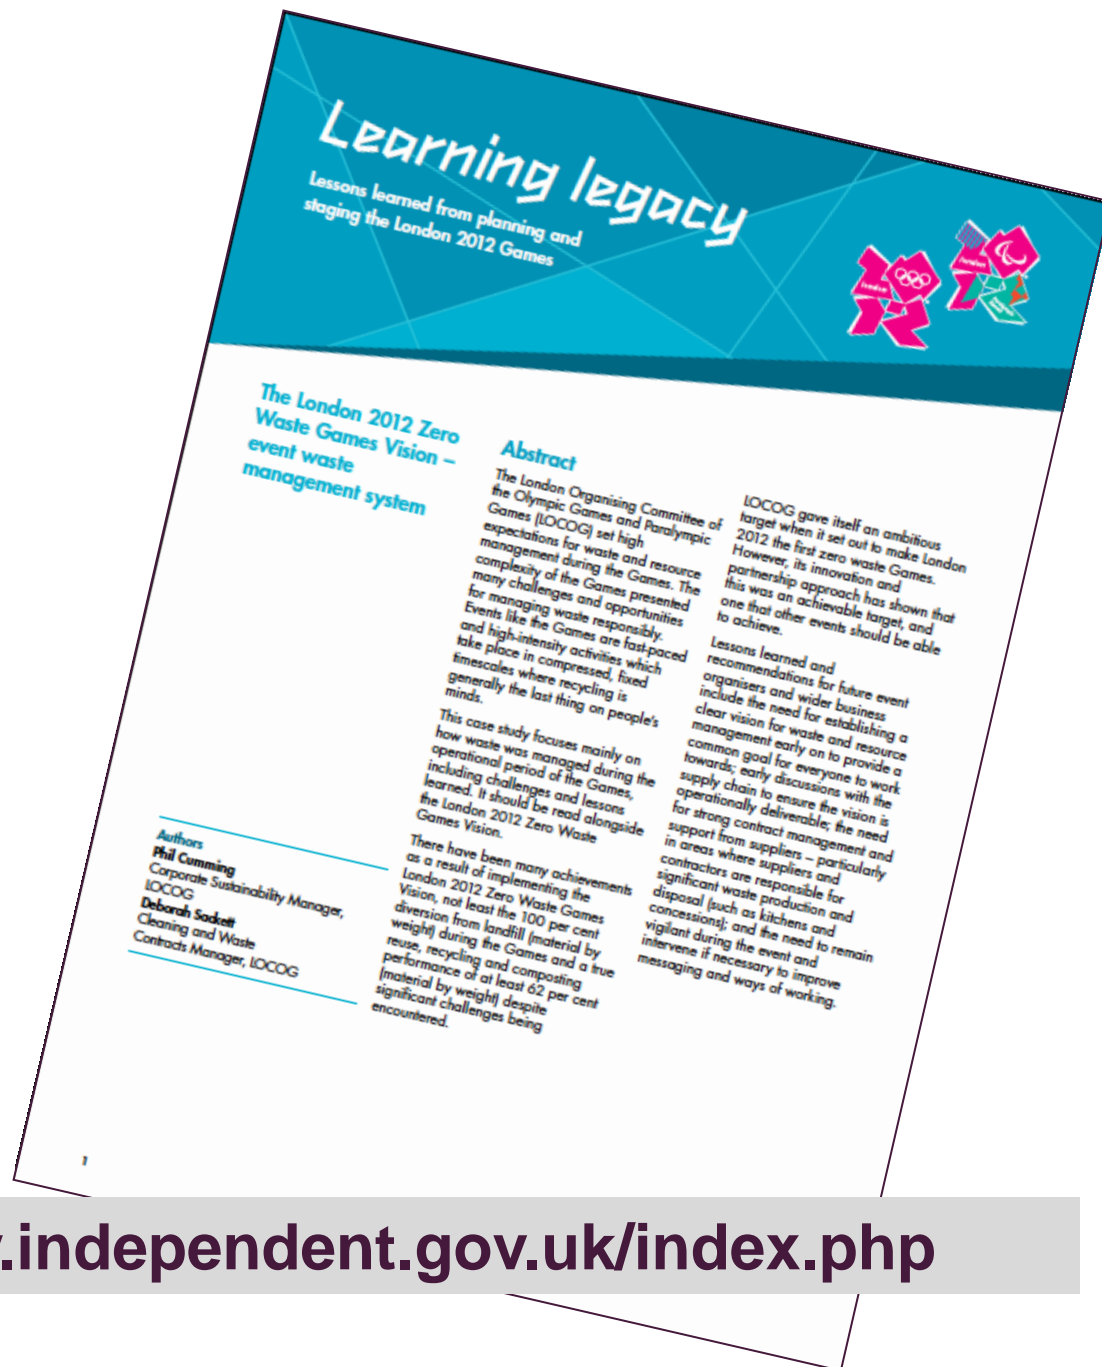 Learning legacy
Lessons learned from planning and
staging the London 2012 Games
london
london
The London 2012 Zero
Waste Games Vision –
event waste
management system
Authors
Phil Cumming
Corporate Sustainability Manager,
LOCOG
Deborah Sackett
Cleaning and Waste
Contracts Manager, LOCOG
Abstract
The London Organising Committee of
the Olympic Games and Paralympic
Games (LOCOG) set high
expectations for waste and resource
management during the Games. The
complexity of the Games presented
many challenges and opportunities
for managing waste responsibly.
Events like the Games are fast-paced
and high-intensity activities which
take place in compressed, fixed
timescales where recycling is
generally the last thing on people's
minds.
This case study focuses mainly on
how waste was managed during the
operational period of the Games,
including challenges and lessons
learned. It should be read alongside
the London 2012 Zero Waste
Games Vision.
There have been many achievements
as a result of implementing the
London 2012 Zero Waste Games
Vision, not least the 100 per cent
diversion from landfill (material by
weight) during the Games and a true
reuse, recycling and composting
performance of at least 62 per cent
(material by weight) despite
significant challenges being
encountered.
LOCOG gave itself an ambitious
target when it set out to make London
2012 the first zero waste Games.
However, its innovation and
partnership approach has shown that
this was an achievable target, and
one that other events should be able
to achieve.
Lessons learned and
recommendations for future event
organisers and wider business
include the need for establishing a
clear vision for waste and resource
management early on to provide a
common goal for everyone to work
towards; early discussions with the
supply chain to ensure the vision is
operationally deliverable; the need
for strong contract management and
support from suppliers – particularly
in areas where suppliers and
contractors are responsible for
significant waste production and
disposal (such as kitchens and
concessions); and the need to remain
vigilant during the event and
intervene if necessary to improve
messaging and ways of working.
1
.independent.gov.uk/index.php